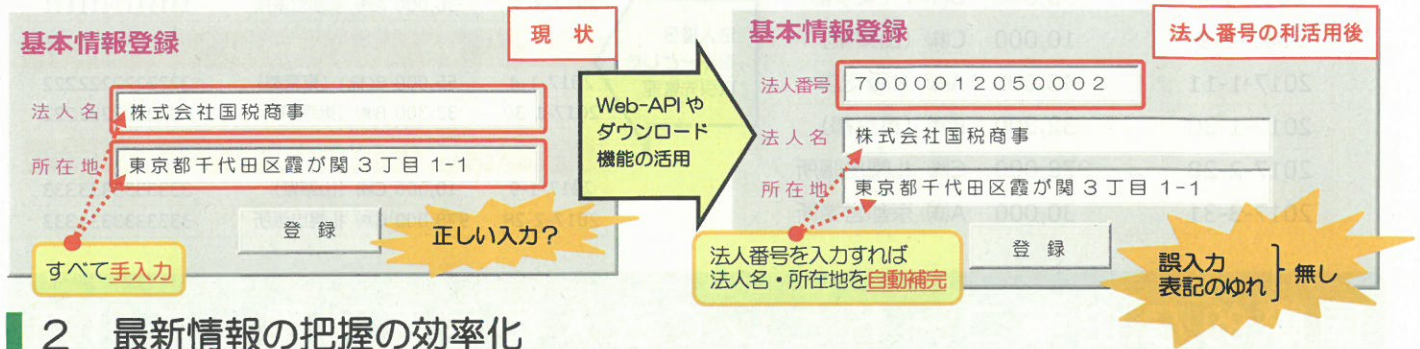 基本情報登録
現 状
法人名 株式会社国税商事
所在地 東京都千代田区霞が関3丁目1-1
登 録
正しい入力?
すべて手入力
Web-APIや
ダウンロード
機能の活用
基本情報登録
法人番号の利活用後
法人番号 7000012050002
法人名 株式会社国税商事
所在地 東京都千代田区霞が関3丁目1-1
登 録
法人番号を入力すれば
法人名・所在地を自動補完
誤入力
表記のゆれ
無し
2 最新情報の把握の効率化